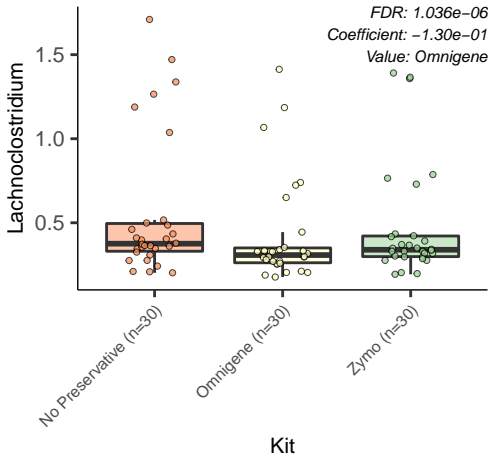 FDR: 1.036e−06
Coefficient: −1.30e−01
Value: Omnigene
Lachnoclostridium
1.5
1.0
0.5
No Preservative (n=30)
Omnigene (n=30)
Zymo (n=30)
Kit